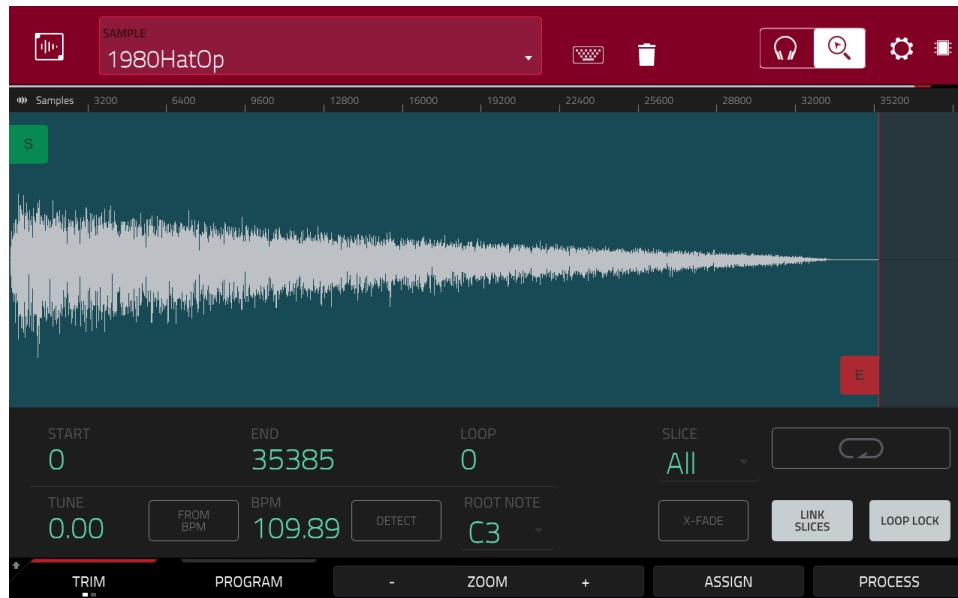 SAMPLE
1980HatOp
Samples 3200 6400 9600 12800 16000 19200 22400 25600 28800 32000 35200
S
E
START END LOOP SLICE
0 35385 0 All
TUNE FROM BPM BPM DETECT ROOT NOTE X-FADE LINK SLICES LOOP LOCK
0.00 109.89 C3
TRIM PROGRAM - ZOOM + ASSIGN PROCESS